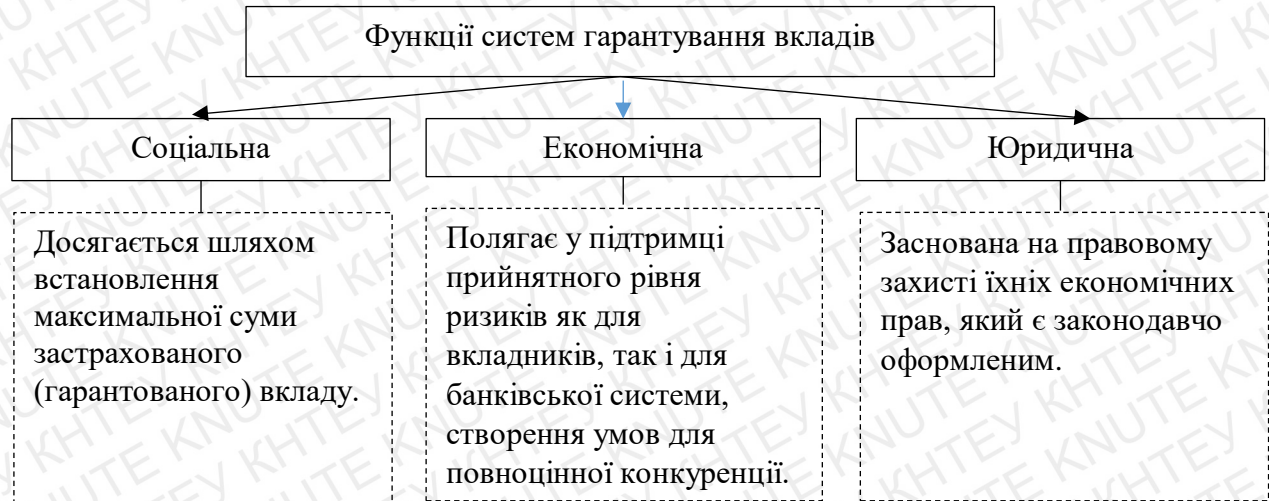 Функції систем гарантування вкладів
Соціальна
Економічна
Юридична
Досягається шляхом
встановлення
максимальної суми
застрахованого
(гарантованого) вкладу.
Полягає у підтримці
прийнятного рівня
ризиків як для
вкладників, так і для
банківської системи,
створення умов для
повноцінної конкуренції.
Заснована на правовому
захисті їхніх економічних
прав, який є законодавчо
оформленим.